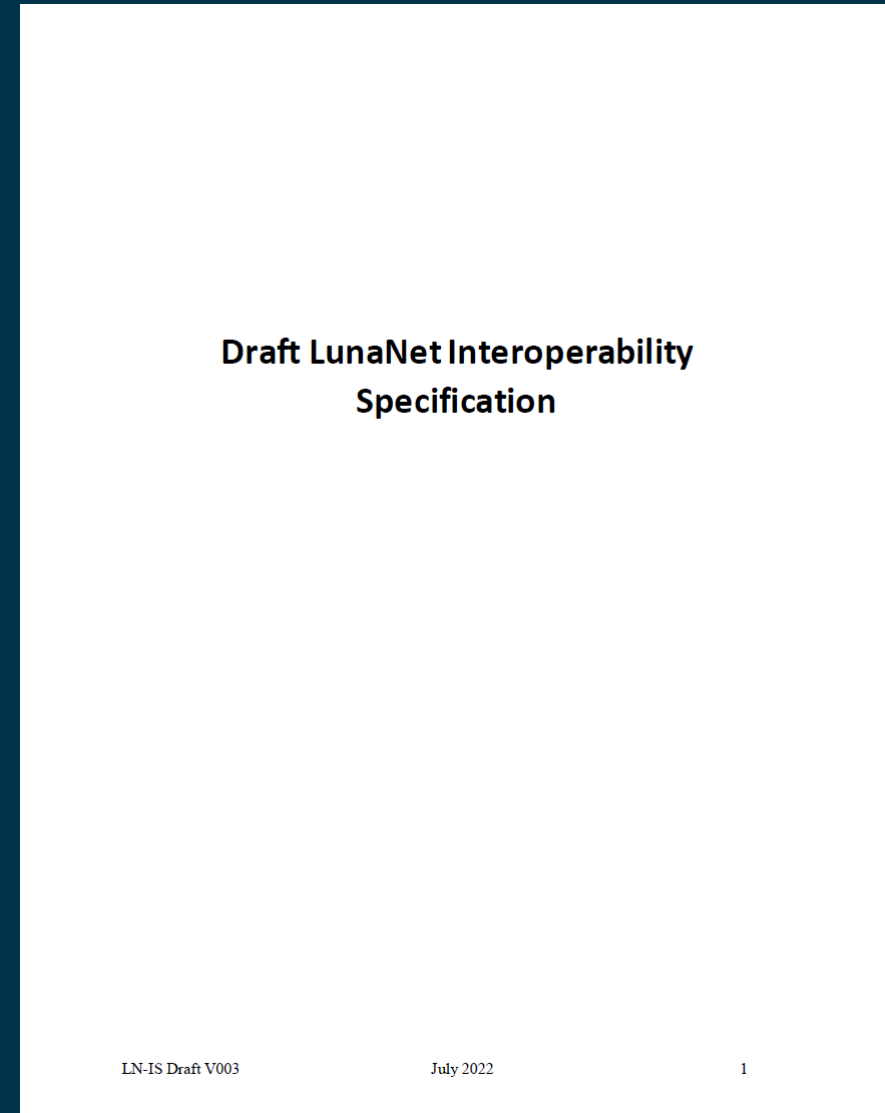 Draft LunaNet Interoperability
Specification
LN-IS Draft V003 July 2022 1